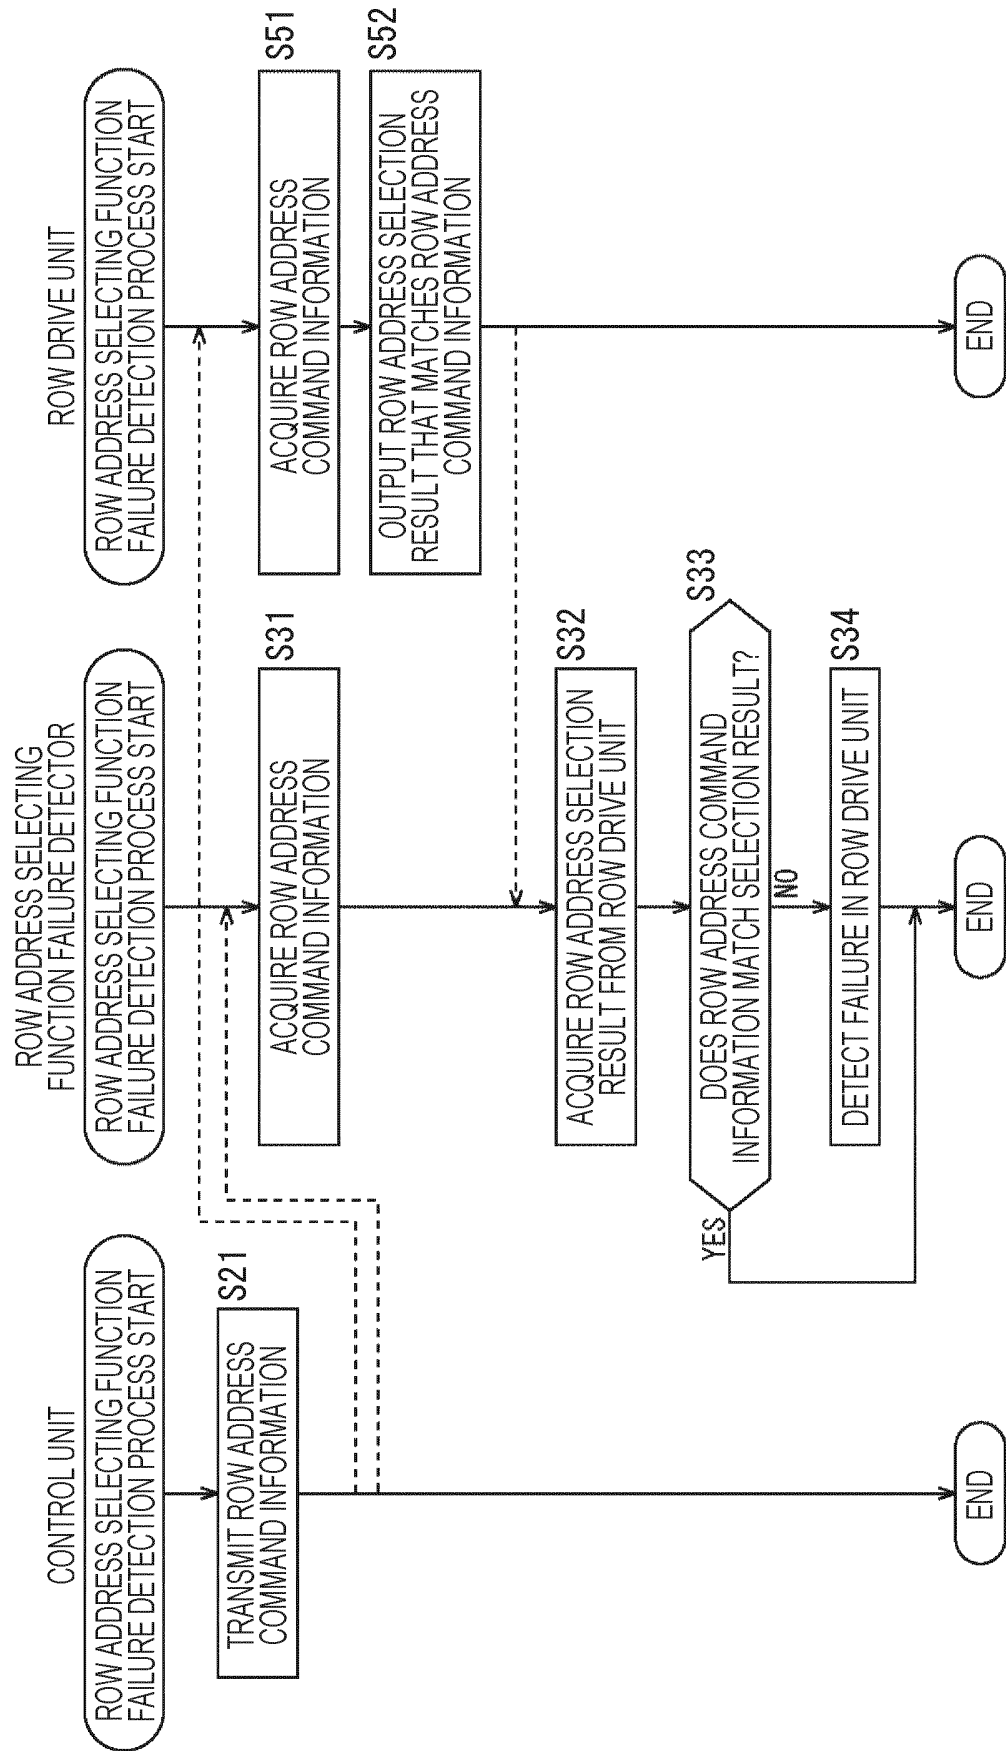 CONTROL UNIT
ROW ADDRESS SELECTING FUNCTION
FAILURE DETECTION PROCESS START
S21
TRANSMIT ROW ADDRESS
COMMAND INFORMATION
END
ROW ADDRESS SELECTING
FUNCTION FAILURE DETECTOR
ROW ADDRESS SELECTING FUNCTION
FAILURE DETECTION PROCESS START
S31
ACQUIRE ROW ADDRESS
COMMAND INFORMATION
S32
ACQUIRE ROW ADDRESS SELECTION
RESULT FROM ROW DRIVE UNIT
S33
DOES ROW ADDRESS COMMAND
INFORMATION MATCH SELECTION RESULT?
YES
NO
S34
DETECT FAILURE IN ROW DRIVE UNIT
END
ROW DRIVE UNIT
ROW ADDRESS SELECTING FUNCTION
FAILURE DETECTION PROCESS START
S51
ACQUIRE ROW ADDRESS
COMMAND INFORMATION
S52
OUTPUT ROW ADDRESS SELECTION
RESULT THAT MATCHES ROW ADDRESS
COMMAND INFORMATION
END